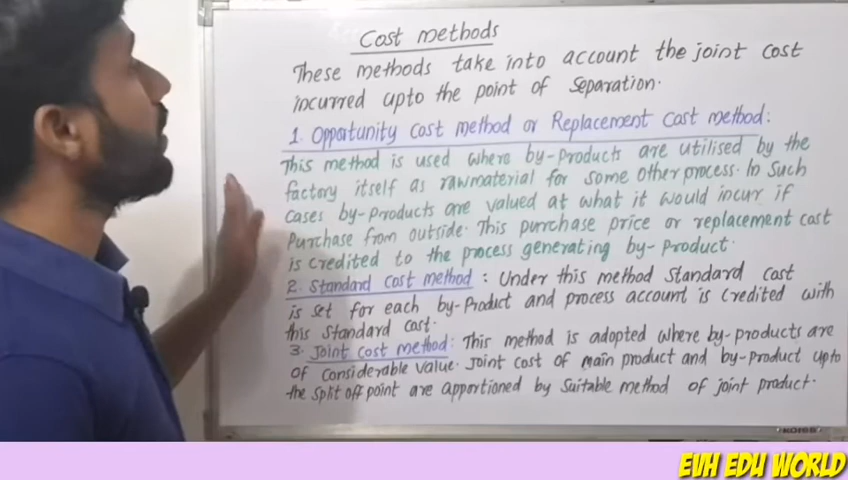 Cost methods
These methods take into account the joint cost
incurred upto the point of separation.
1. Opportunity cost method or Replacement cost method:
This method is used where by-products are utilised by the
factory itself as rawmaterial for some other process. In such
cases by-products are valued at what it would incur if
purchase from outside. This purchase price or replacement cost
is credited to the process generating by-product.
2. Standard cost method : Under this method standard cost
is set for each by-product and process account is credited with
this standard cost.
3. Joint cost method: This method is adopted where by-products are
of considerable value. Joint cost of main product and by-product upto
the split off point are apportioned by suitable method of joint product.
KOISS
EVH EDU WORLD